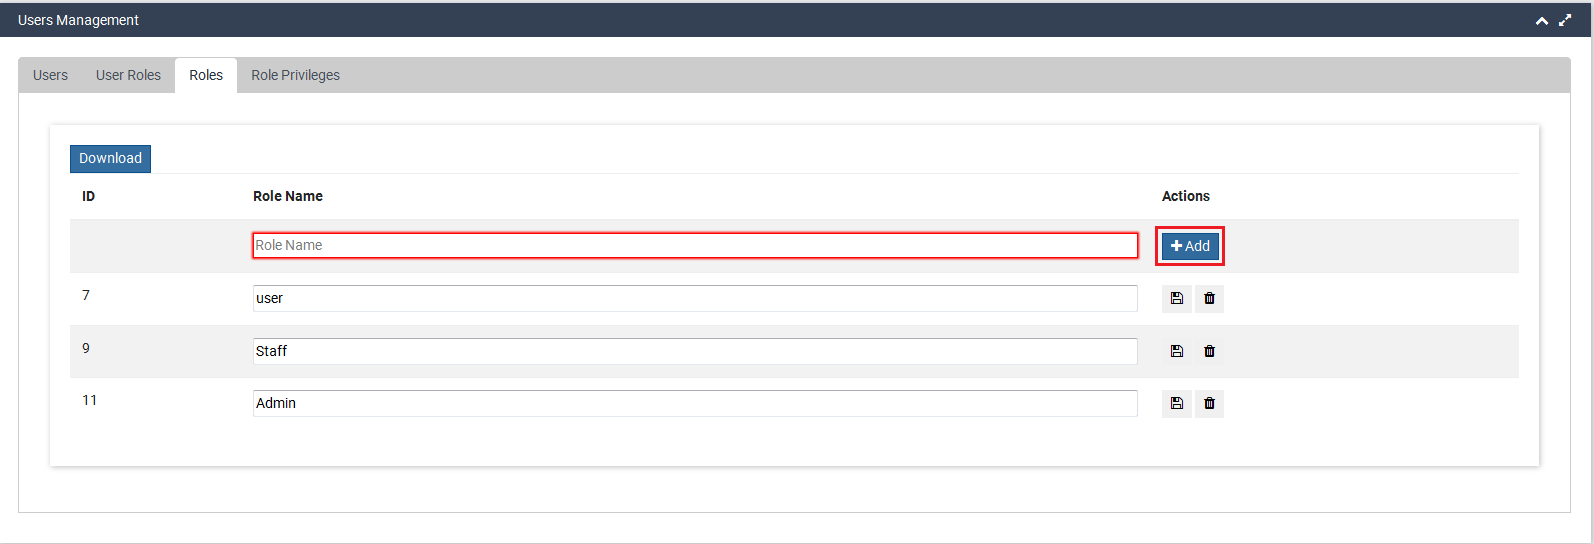 Users Management
Users User Roles Roles Role Privileges
Download
ID Role Name Actions
Role Name Add
7 user
9 Staff
11 Admin